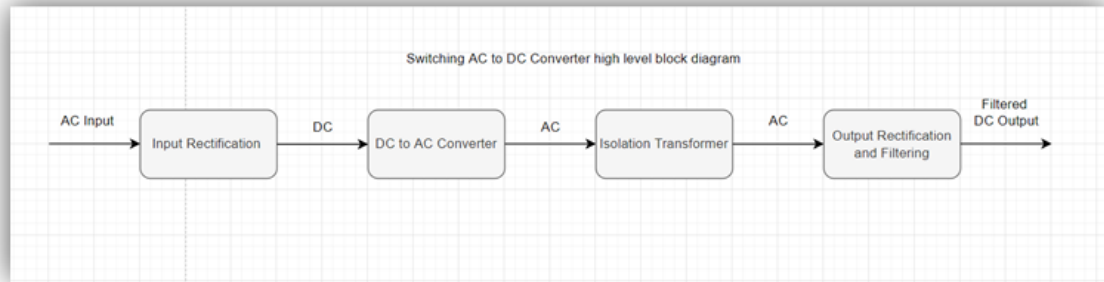 Switching AC to DC Converter high level block diagram
AC Input
Input Rectification
DC
DC to AC Converter
AC
Isolation Transformer
AC
Output Rectification
and Filtering
Filtered
DC Output